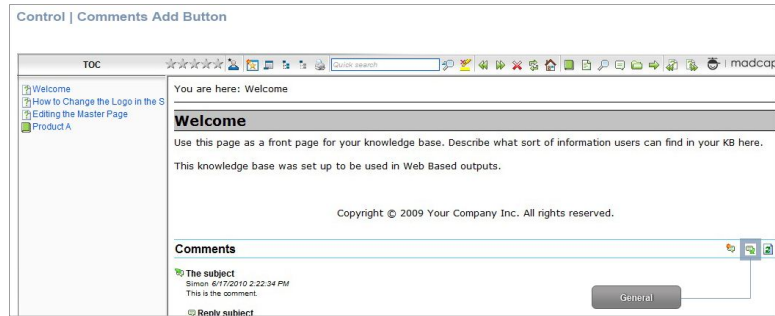 Control | Comments Add Button
TOC
Quick search
madcap
Welcome
How to Change the Logo in the S
Editing the Master Page
Product A
You are here: Welcome
Welcome
Use this page as a front page for your knowledge base. Describe what sort of information users can find in your KB here.
This knowledge base was set up to be used in Web Based outputs.
Copyright © 2009 Your Company Inc. All rights reserved.
Comments
The subject
Simon 6/17/2010 2:22:34 PM
This is the comment.
General
Reply subject